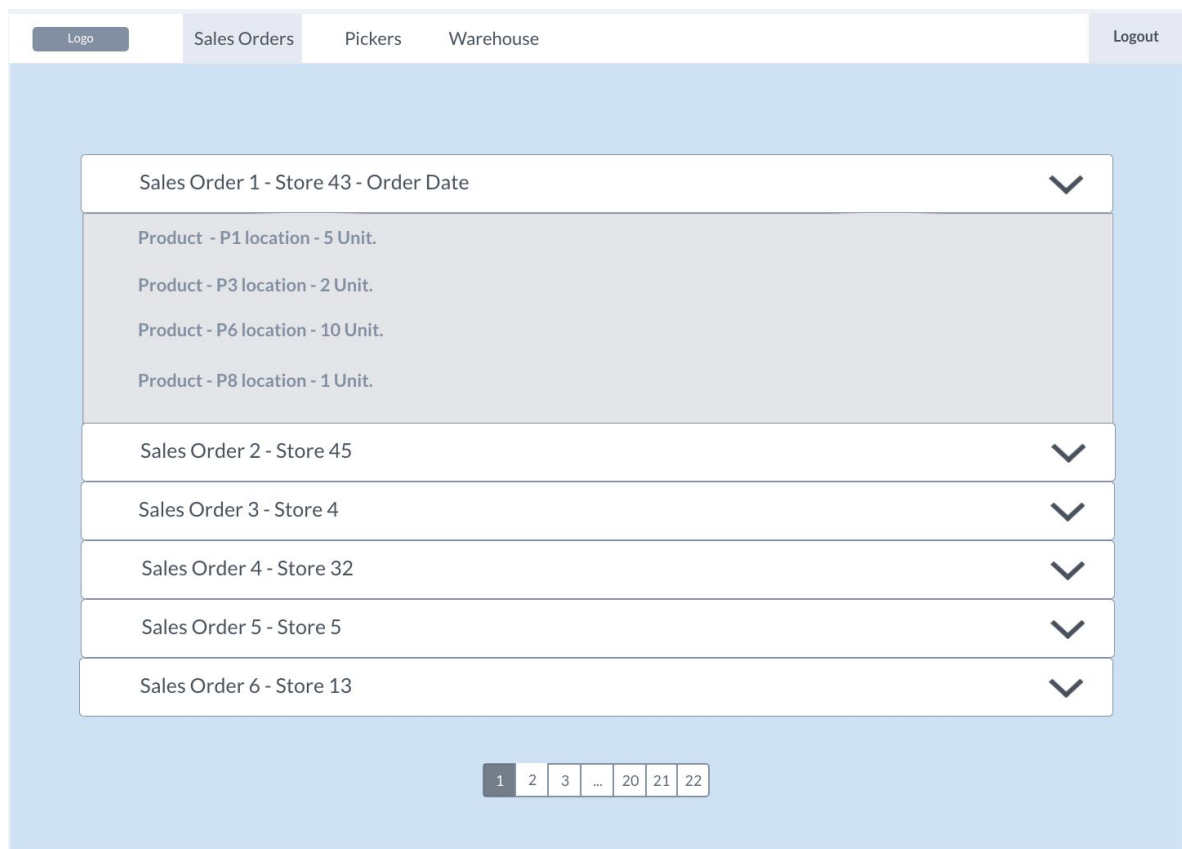 Logo Sales Orders Pickers Warehouse Logout
Sales Order 1 - Store 43 - Order Date
Product - P1 location - 5 Unit.
Product - P3 location - 2 Unit.
Product - P6 location - 10 Unit.
Product - P8 location - 1 Unit.
Sales Order 2 - Store 45
Sales Order 3 - Store 4
Sales Order 4 - Store 32
Sales Order 5 - Store 5
Sales Order 6 - Store 13
1 2 3 ... 20 21 22